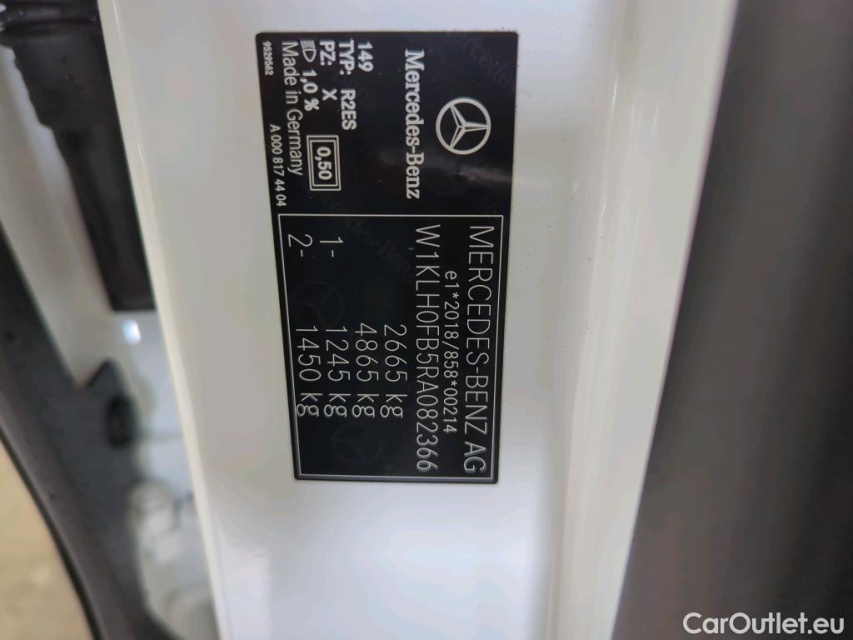 Mercedes-Benz
149
TYP: R2ES
PZ: X
1,0 %
0,50
Made in Germany
9529562
A 000 817 44 04
MERCEDES-BENZ AG
e1*2018/858*00214
W1KLH0FB5RA082366
2665 kg
4865 kg
1- 1245 kg
2- 1450 kg
CarOutlet.eu